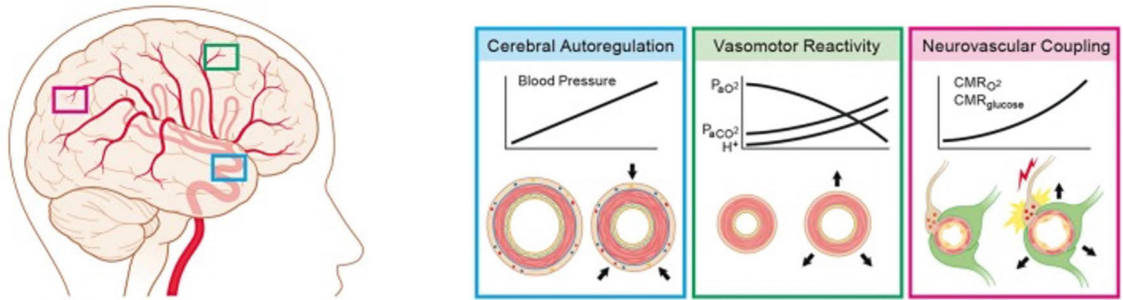 Cerebral Autoregulation
Blood Pressure
Vasomotor Reactivity
PaO2
PaCO2
H+
Neurovascular Coupling
CMRO2
CMRglucose